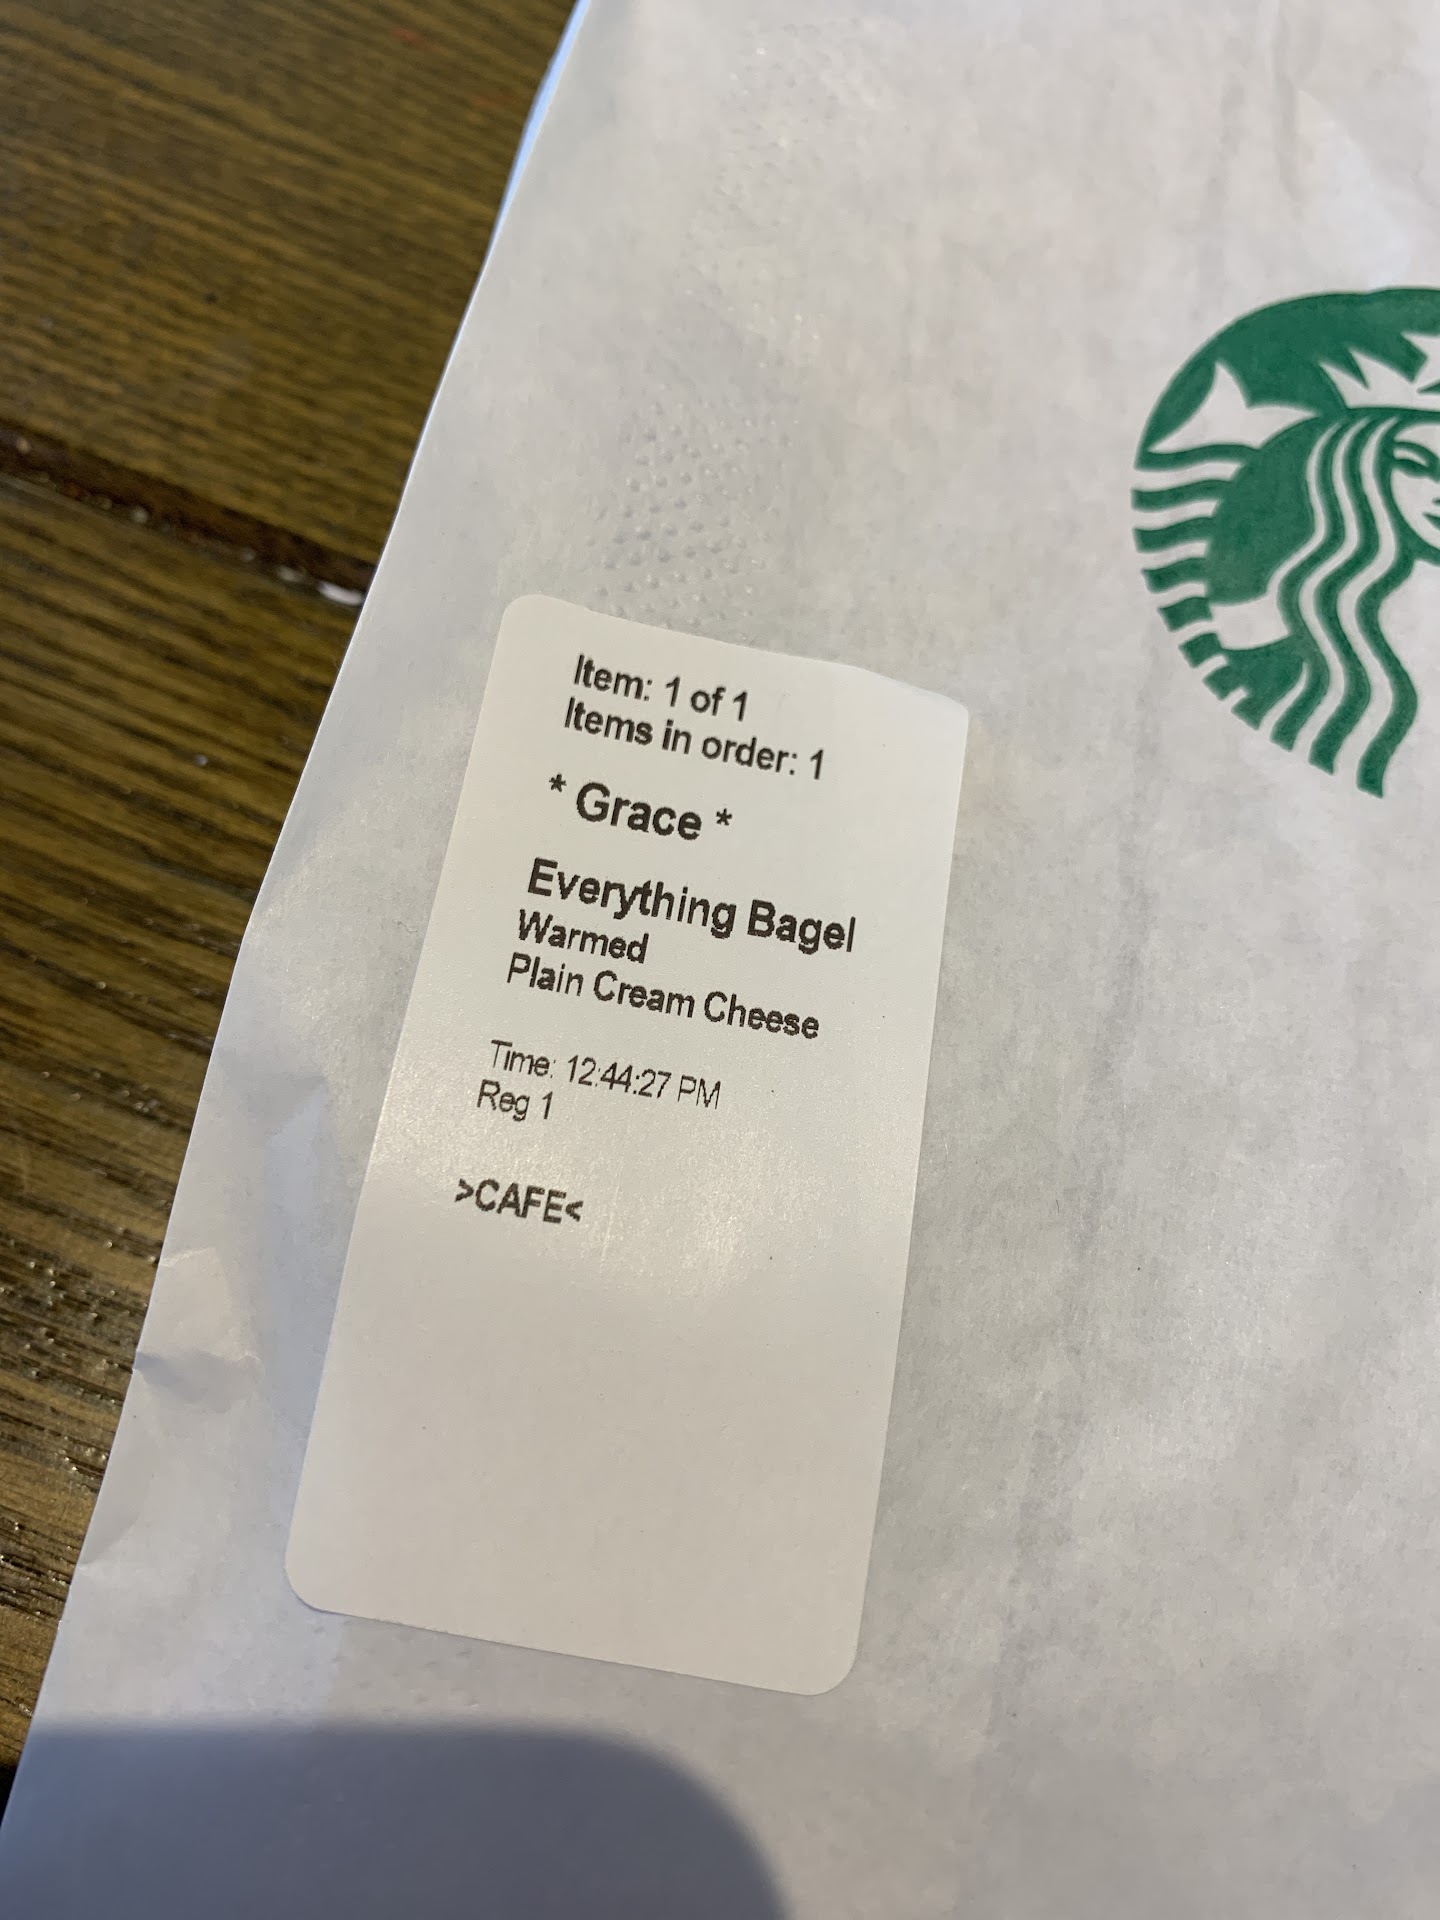 Item: 1 of 1
Items in order: 1
* Grace *
Everything Bagel
Warmed
Plain Cream Cheese
Time: 12:44:27 PM
Reg 1
>CAFE<